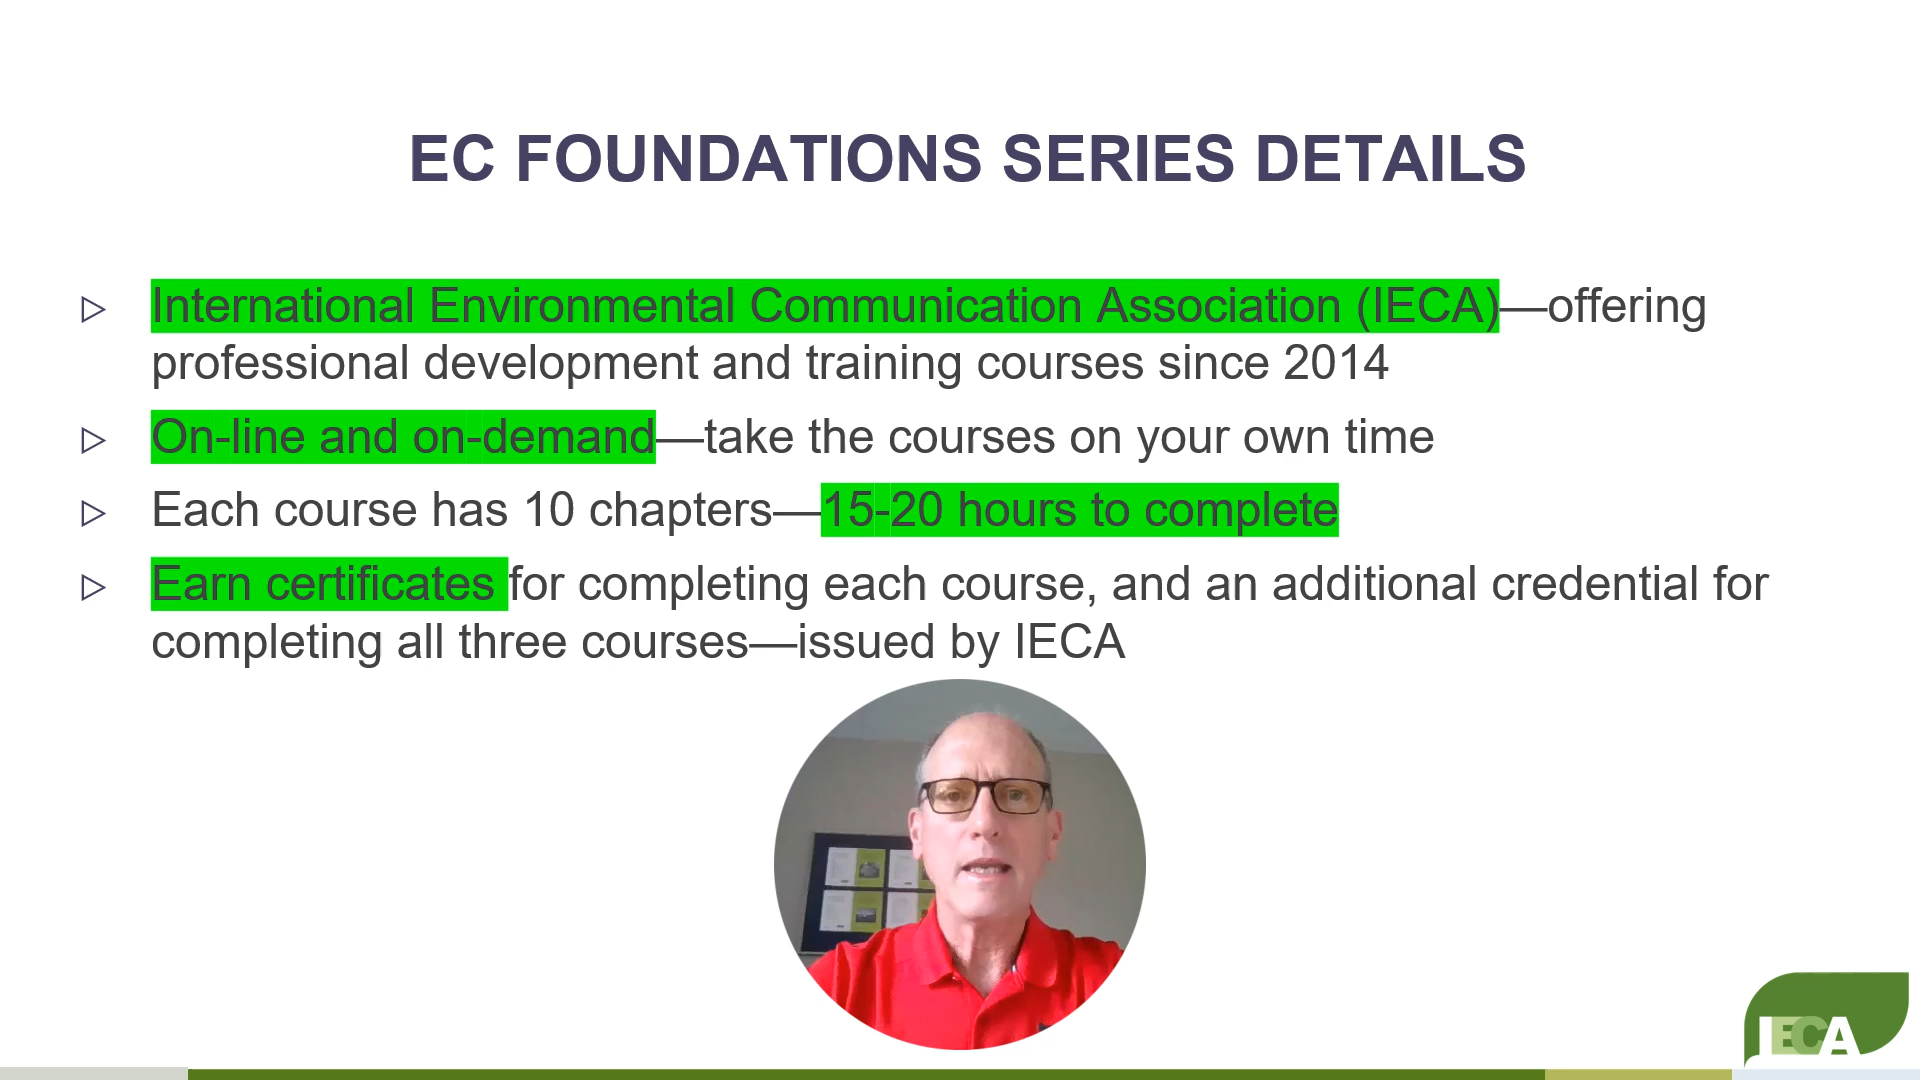 EC FOUNDATIONS SERIES DETAILS
International Environmental Communication Association (IECA)—offering
professional development and training courses since 2014
On-line and on-demand—take the courses on your own time
Each course has 10 chapters—15-20 hours to complete
Earn certificates for completing each course, and an additional credential for
completing all three courses—issued by IECA
IECA